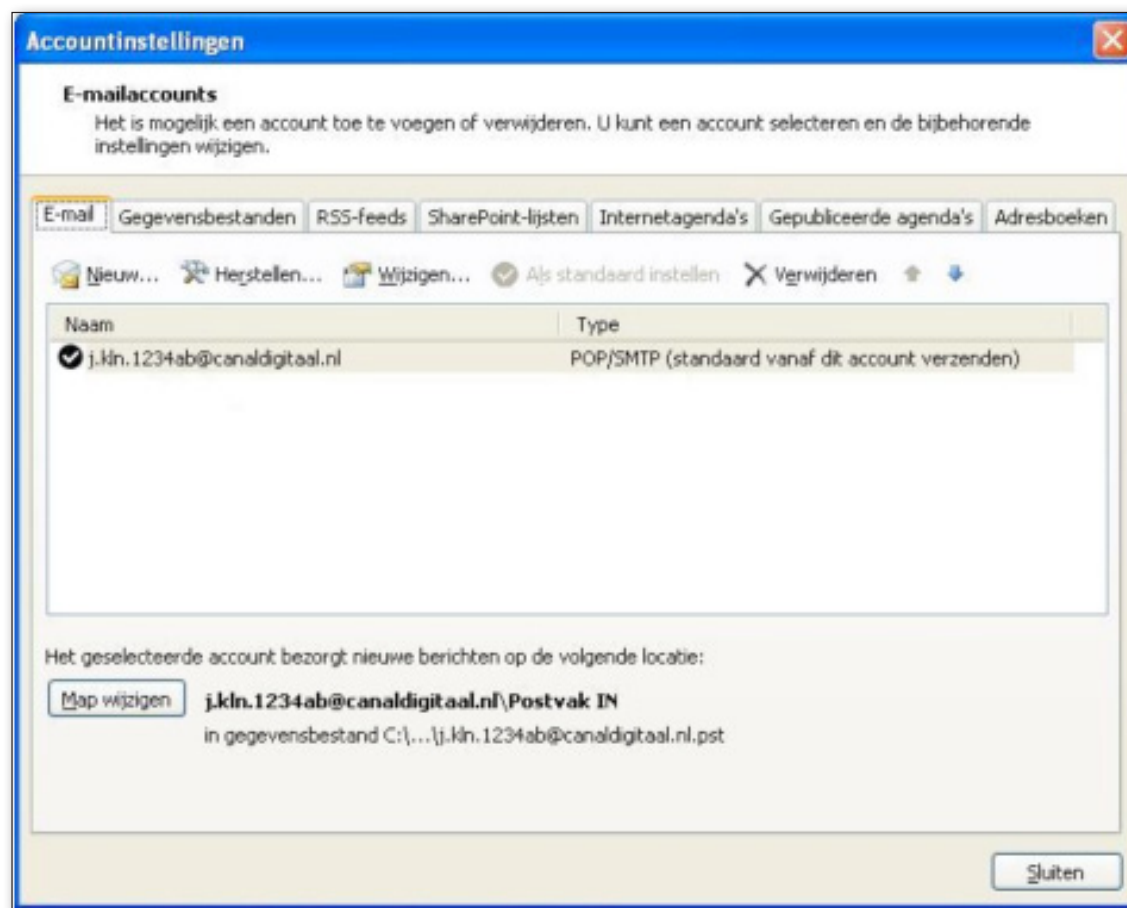 Accountinstellingen
E-mailaccounts
Het is mogelijk een account toe te voegen of verwijderen. U kunt een account selecteren en de bijbehorende
instellingen wijzigen.
E-mail Gegevensbestanden RSS-feeds SharePoint-lijsten Internetagenda's Gepubliceerde agenda's Adresboeken
Nieuw... Herstellen... Wijzigen... Als standaard instellen Verwijderen
Naam Type
j.kln.1234ab@canaldigitaal.nl POP/SMTP (standaard vanaf dit account verzenden)
Het geselecteerde account bezorgt nieuwe berichten op de volgende locatie:
Map wijzigen j.kln.1234ab@canaldigitaal.nl\Postvak IN
in gegevensbestand C:\...\j.kln.1234ab@canaldigitaal.nl.pst
Sluiten